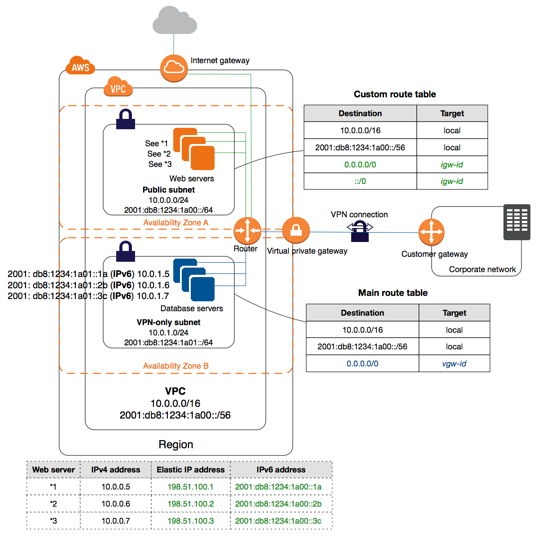 Internet gateway
AWS
VPC
Custom route table
Destination Target
10.0.0.0/16 local
2001:db8:1234:1a00::/56 local
0.0.0.0/0 igw-id
::/0 igw-id
See *1
See *2
See *3
Web servers
Public subnet
10.0.0.0/24
2001:db8:1234:1a00::/64
Availability Zone A
Router
Virtual private gateway
VPN connection
Customer gateway
Corporate network
2001: db8:1234:1a01::1a (IPv6) 10.0.1.5
2001: db8:1234:1a01::2b (IPv6) 10.0.1.6
2001: db8:1234:1a01::3c (IPv6) 10.0.1.7
Database servers
VPN-only subnet
10.0.1.0/24
2001:db8:1234:1a01::/64
Availability Zone B
Main route table
Destination Target
10.0.0.0/16 local
2001:db8:1234:1a00::/56 local
0.0.0.0/0 vgw-id
VPC
10.0.0.0/16
2001:db8:1234:1a00::/56
Region
Web server IPv4 address Elastic IP address IPv6 address
*1 10.0.0.5 198.51.100.1 2001:db8:1234:1a00::1a
*2 10.0.0.6 198.51.100.2 2001:db8:1234:1a00::2b
*3 10.0.0.7 198.51.100.3 2001:db8:1234:1a00::3c